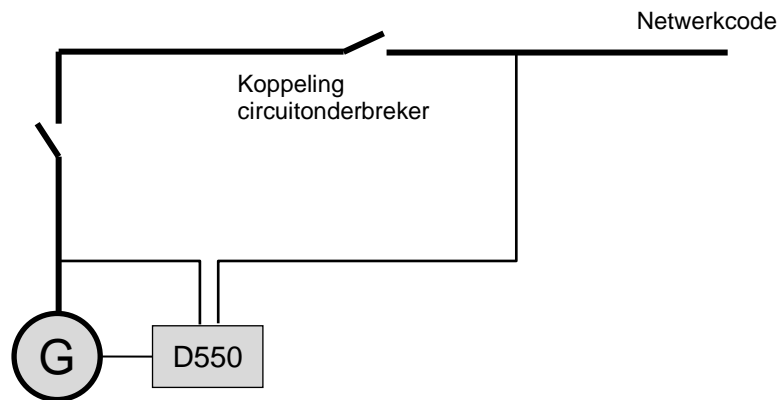 Netwerkcode
Koppeling
circuitonderbreker
G
D550